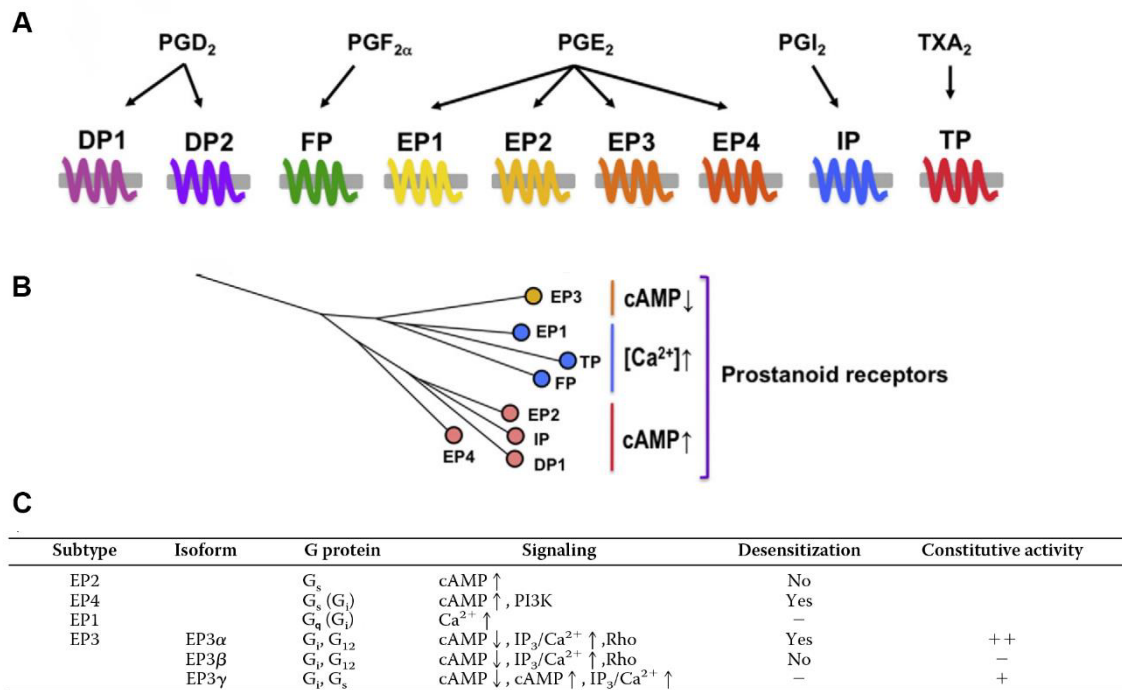 A
PGD₂ PGF₂α PGE₂ PGI₂ TXA₂
DP1 DP2 FP EP1 EP2 EP3 EP4 IP TP
B
EP3
EP1
TP
FP
EP2
IP
EP4
DP1
cAMP↓
[Ca²⁺]↑
cAMP↑
Prostanoid receptors
C
Subtype Isoform G protein Signaling Desensitization Constitutive activity
EP2 Gₛ cAMP ↑ No
EP4 Gₛ (Gᵢ) cAMP ↑, PI3K Yes
EP1 G_q (Gᵢ) Ca²⁺ ↑ −
EP3 EP3α Gᵢ, G₁₂ cAMP ↓, IP₃/Ca²⁺ ↑,Rho Yes ++
EP3β Gᵢ, G₁₂ cAMP ↓, IP₃/Ca²⁺ ↑,Rho No −
EP3γ Gᵢ, Gₛ cAMP ↓, cAMP ↑, IP₃/Ca²⁺ ↑ − +